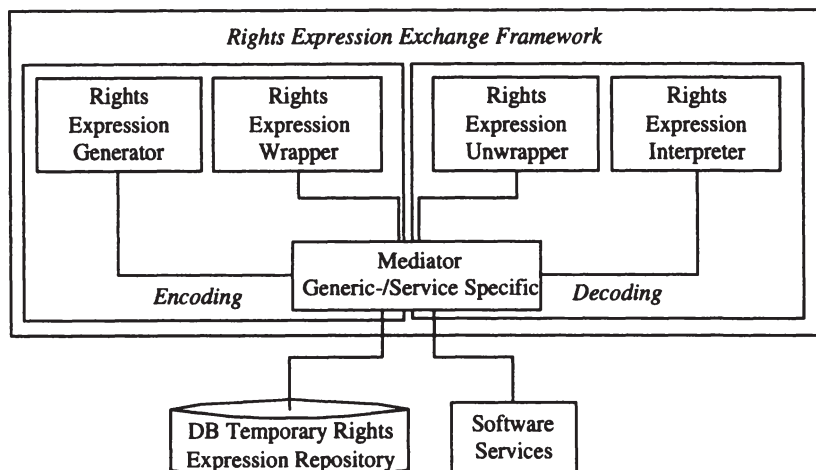 Rights Expression Exchange Framework
Rights
Expression
Generator
Rights
Expression
Wrapper
Rights
Expression
Unwrapper
Rights
Expression
Interpreter
Mediator
Generic-/Service Specific
Encoding
Decoding
DB Temporary Rights
Expression Repository
Software
Services